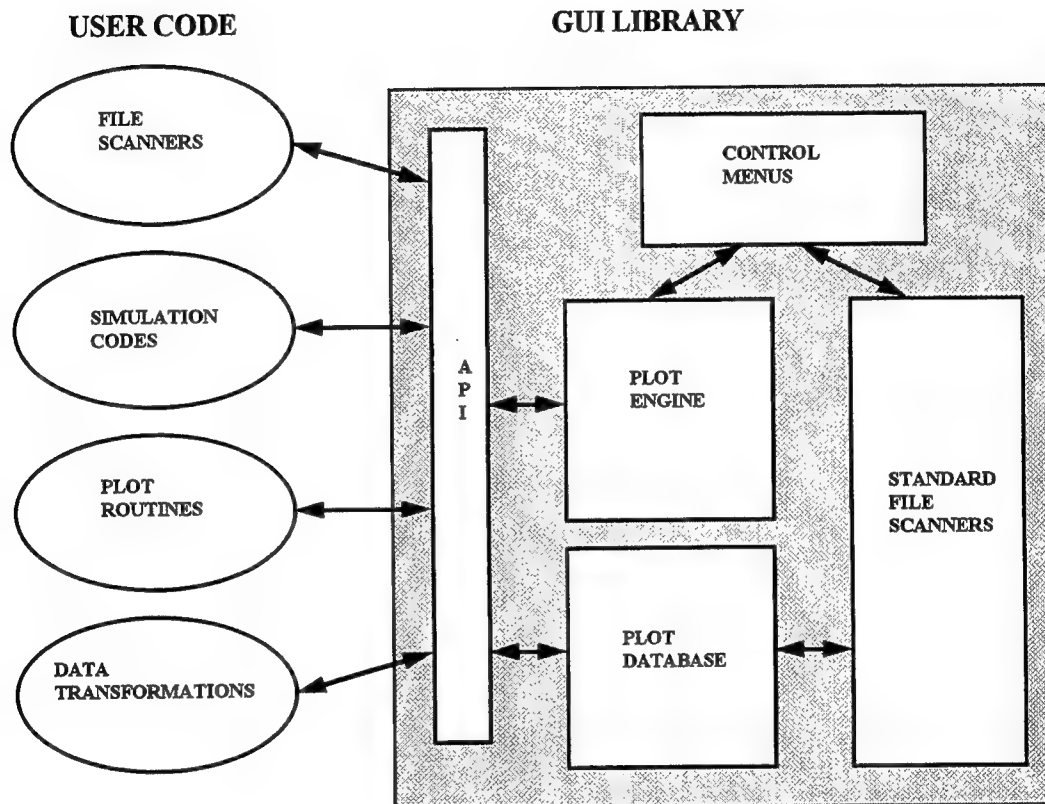 USER CODE
GUI LIBRARY
FILE
SCANNERS
SIMULATION
CODES
PLOT
ROUTINES
DATA
TRANSFORMATIONS
A
P
I
CONTROL
MENUS
PLOT
ENGINE
PLOT
DATABASE
STANDARD
FILE
SCANNERS